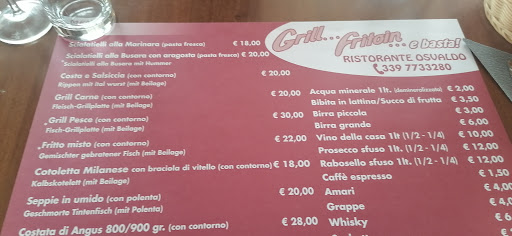 Scialatielli alla Marinara (pasta fresca) € 18,00
Scialatielli alla Busara con aragosta (pasta fresca) € 20,00
*Scialatielli alla Busara mit Hummer
Costa e Salsiccia (con contorno) € 20,00
Rippen mit ital wurst (mit Beilage)
Grill Carne (con contorno) € 20,00
Fleisch-Grillplatte (mit Beilage)
*Grill Pesce (con contorno) € 30,00
Fisch-Grillplatte (mit Beilage)
*Fritto misto (con contorno) € 22,00
Gemischter gebratener Fisch (mit Beilage)
Cotoletta Milanese con braciola di vitello (con contorno) € 18,00
Kalbskotelett (mit Beilage)
Seppie in umido (con polenta) € 20,00
Geschmorte Tintenfisch (mit Polenta)
Costata di Angus 800/900 gr. (con contorno) € 28,00
Grill... Fritoin
... e basta!
RISTORANTE OSVALDO
339 7733280
Acqua minerale 1lt. (demineralizzata) € 2,00
Bibita in lattina/Succo di frutta € 3,50
Birra piccola € 3,00
Birra grande € 6,00
Vino della casa 1lt (1/2 - 1/4) € 10,00
Prosecco sfuso 1lt. (1/2 - 1/4) € 12,00
Rabosello sfuso 1lt. (1/2 - 1/4) € 12,00
Caffè espresso € 1,50
Amari € 4,00
Grappe € 4,0
Whisky € 6